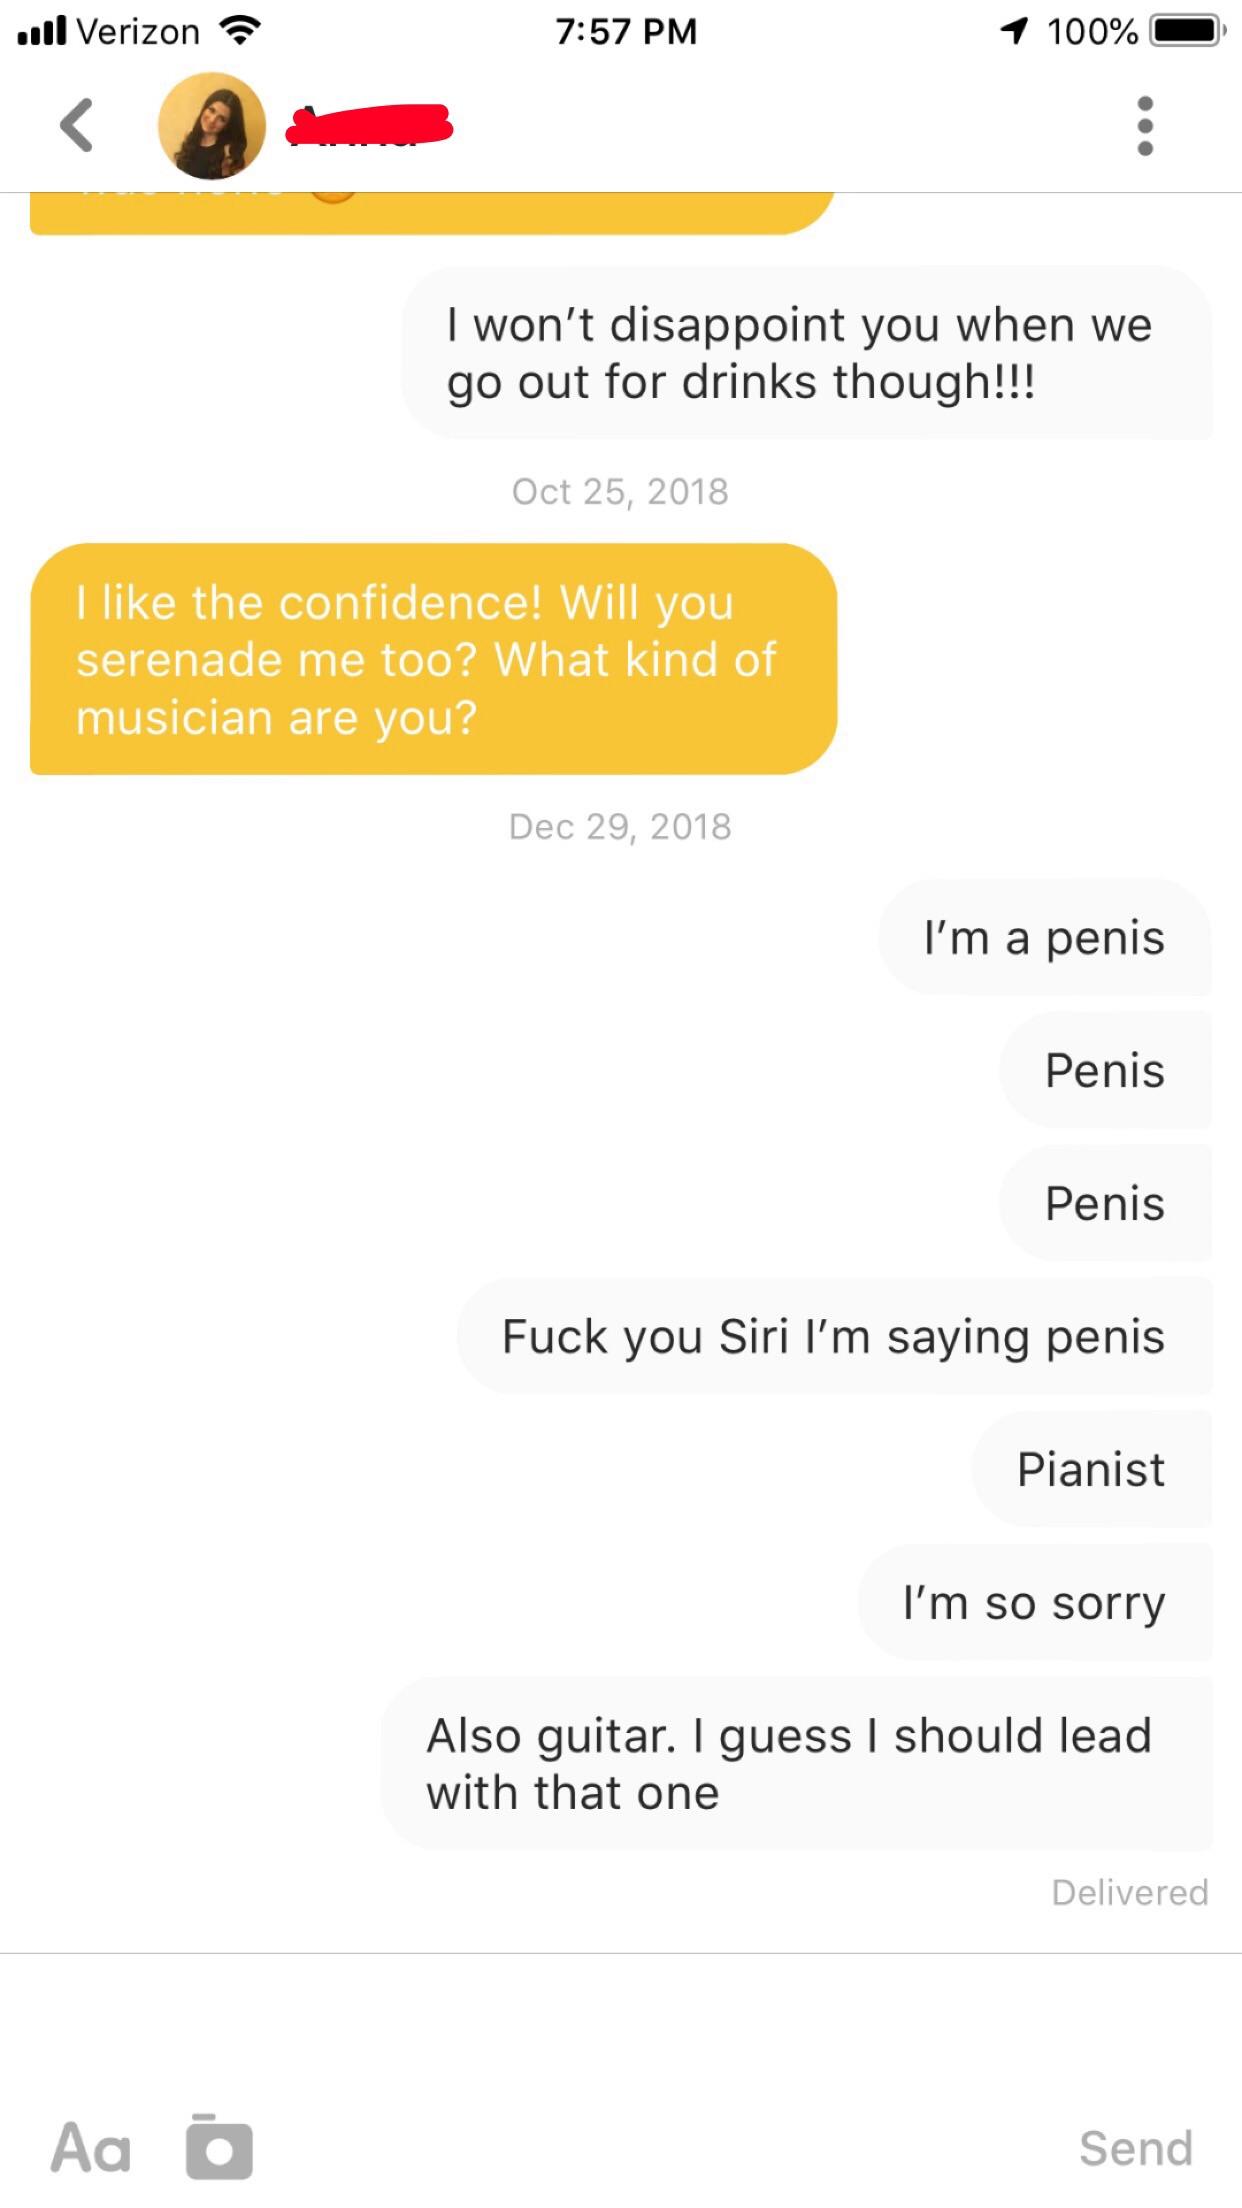 Verizon
7:57 PM
100%
I won't disappoint you when we
go out for drinks though!!!
Oct 25, 2018
I like the confidence! Will you
serenade me too? What kind of
musician are you?
Dec 29, 2018
I'm a penis
Penis
Penis
Fuck you Siri I'm saying penis
Pianist
I'm so sorry
Also guitar. I guess I should lead
with that one
Delivered
Aa
Send